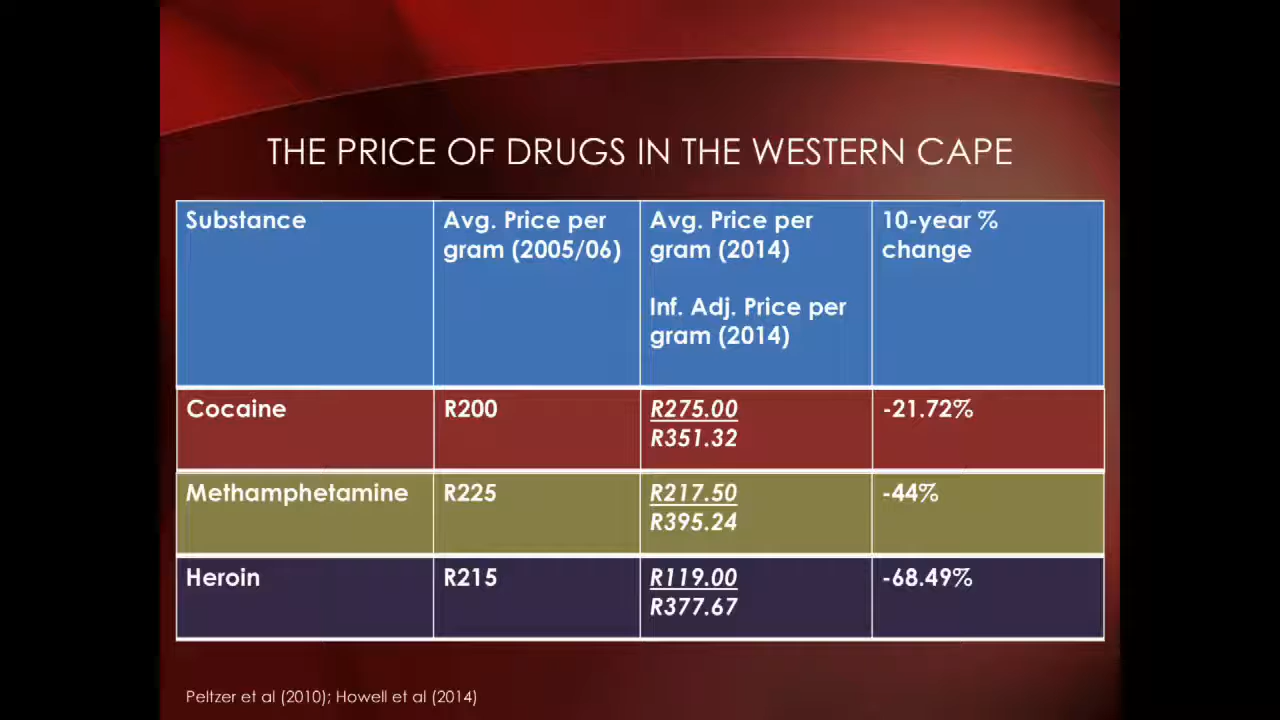 THE PRICE OF DRUGS IN THE WESTERN CAPE
Substance
Avg. Price per
gram (2005/06)
Avg. Price per
gram (2014)
Inf. Adj. Price per
gram (2014)
10-year %
change
Cocaine
R200
R275.00
R351.32
-21.72%
Methamphetamine
R225
R217.50
R395.24
-44%
Heroin
R215
R119.00
R377.67
-68.49%
Peltzer et al (2010); Howell et al (2014)